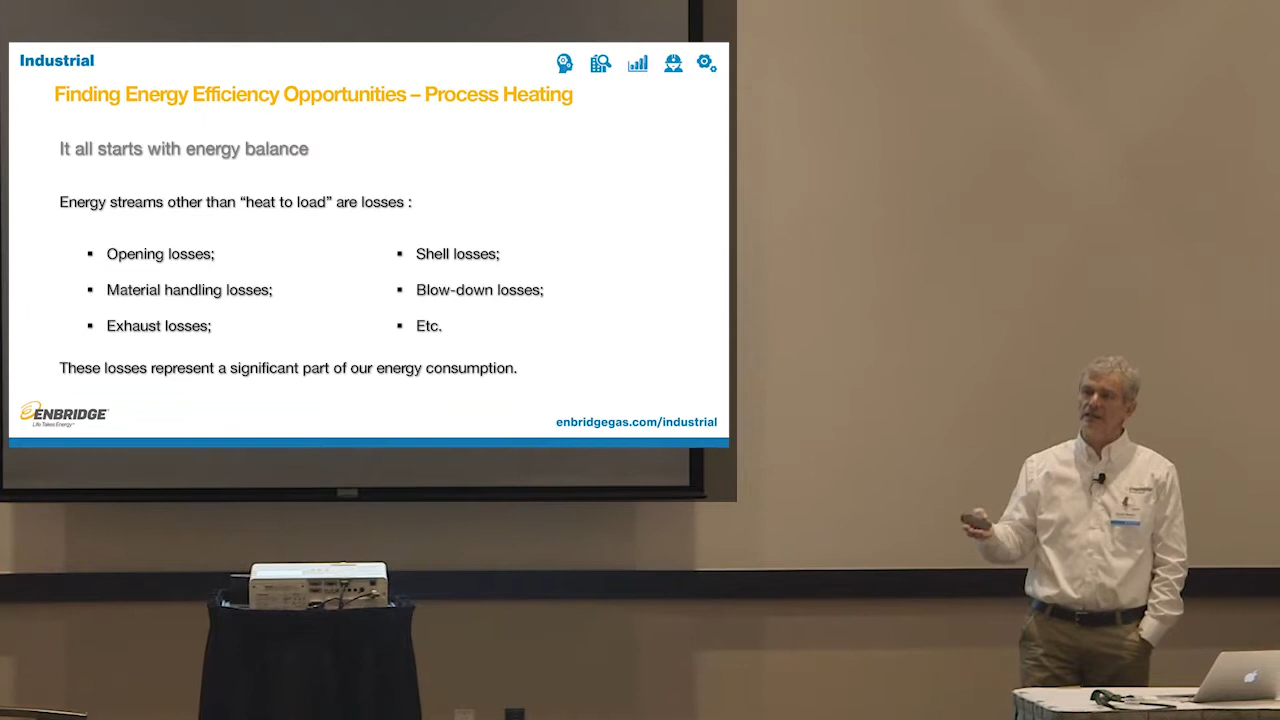 Industrial
Finding Energy Efficiency Opportunities – Process Heating
It all starts with energy balance
Energy streams other than “heat to load” are losses :
▪ Opening losses;
▪ Material handling losses;
▪ Exhaust losses;
▪ Shell losses;
▪ Blow-down losses;
▪ Etc.
These losses represent a significant part of our energy consumption.
ENBRIDGE
Life Takes Energy™
enbridgegas.com/industrial